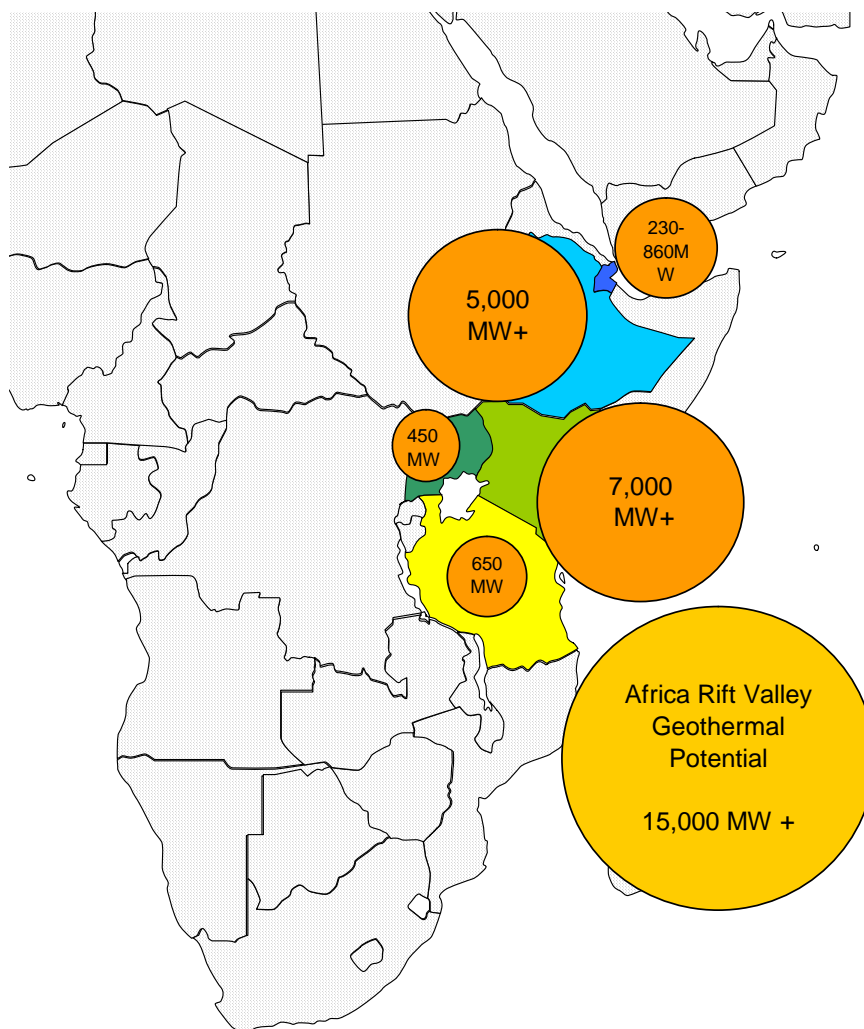 230-
860M
W
5,000
MW+
450
MW
7,000
MW+
650
MW
Africa Rift Valley
Geothermal
Potential
15,000 MW +